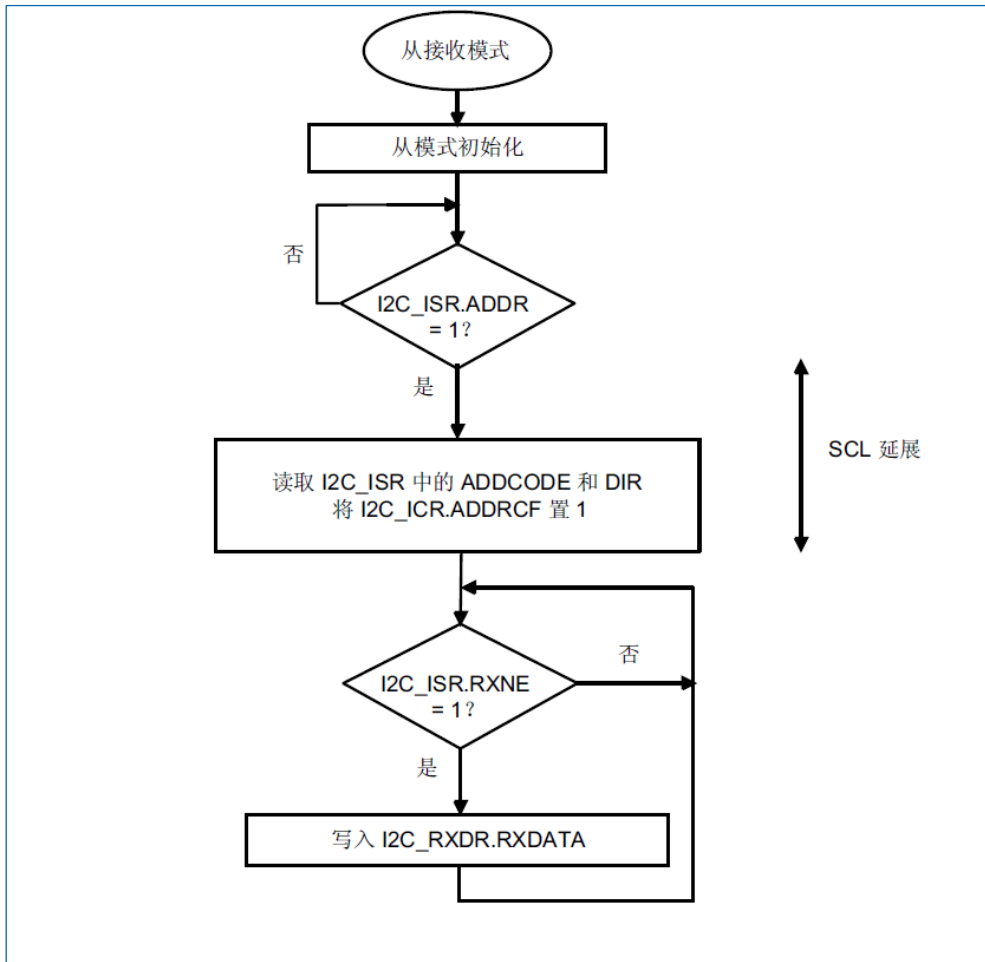 从接收模式
从模式初始化
否
I2C_ISR.ADDR
= 1?
是
SCL 延展
读取 I2C_ISR 中的 ADDCODE 和 DIR
将 I2C_ICR.ADDRCF 置 1
否
I2C_ISR.RXNE
= 1?
是
写入 I2C_RXDR.RXDATA